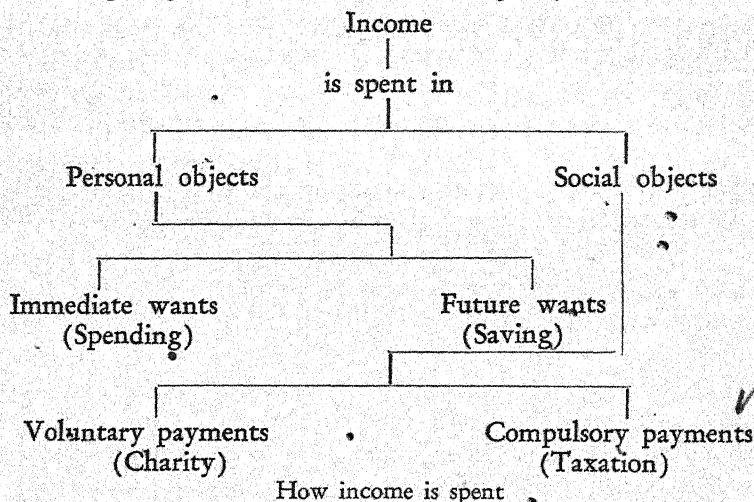 Income
is spent in
Personal objects Social objects
Immediate wants Future wants
(Spending) (Saving)
Voluntary payments Compulsory payments
(Charity) (Taxation)
How income is spent